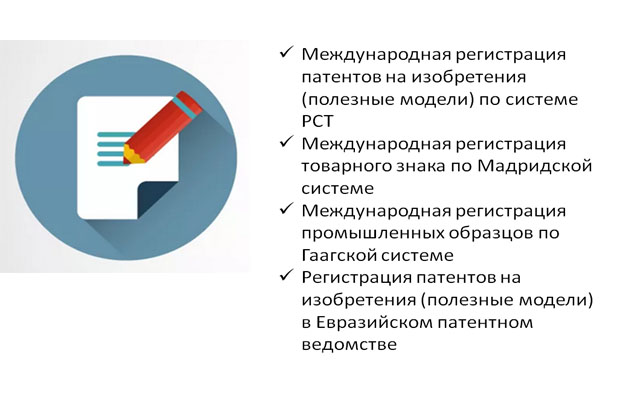 ✓ Международная регистрация
патентов на изобретения
(полезные модели) по системе
РСТ
✓ Международная регистрация
товарного знака по Мадридской
системе
✓ Международная регистрация
промышленных образцов по
Гаагской системе
✓ Регистрация патентов на
изобретения (полезные модели)
в Евразийском патентном
ведомстве